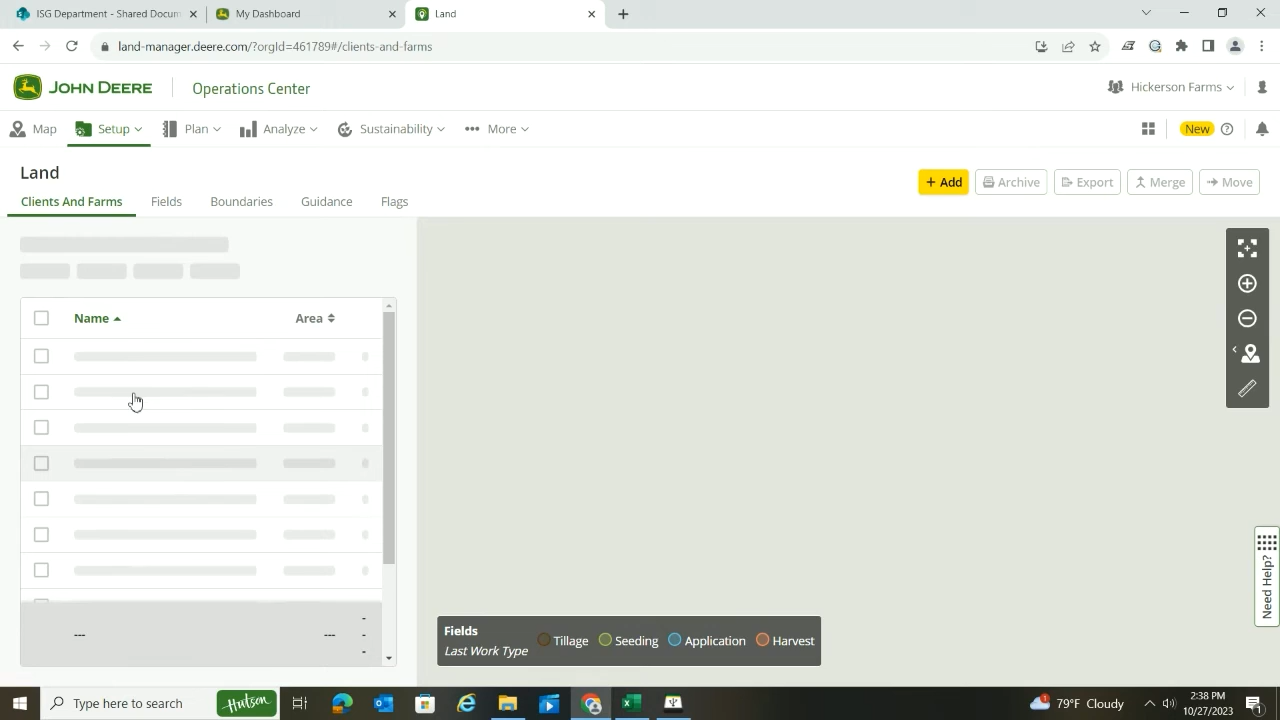 ISG Department - Shared Docum
My Dashboard
Land
land-manager.deere.com/?orgId=461789#/clients-and-farms
JOHN DEERE
Operations Center
Hickerson Farms
Map
Setup
Plan
Analyze
Sustainability
More
New
Land
+ Add
Archive
Export
Merge
Move
Clients And Farms
Fields
Boundaries
Guidance
Flags
Name
Area
---
---
-
-
-
Need Help?
Fields
Last Work Type
Tillage
Seeding
Application
Harvest
Type here to search
Hutson
79°F Cloudy
2:38 PM
10/27/2023